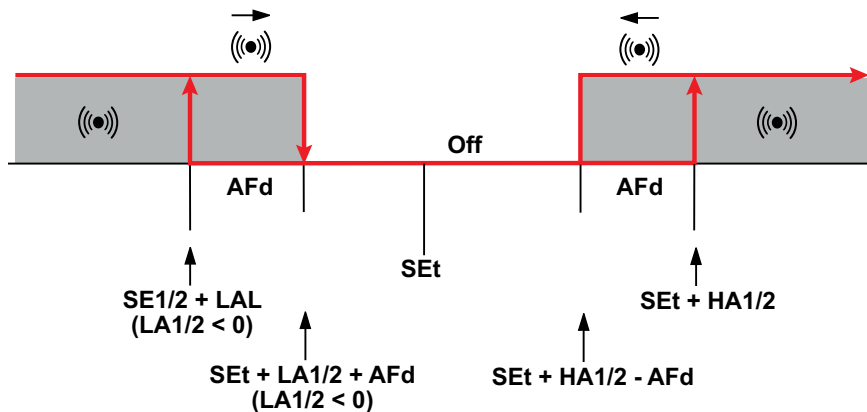 Off
AFd
AFd
SEt
SE1/2 + LAL
(LA1/2 < 0)
SEt + HA1/2
SEt + LA1/2 + AFd
(LA1/2 < 0)
SEt + HA1/2 - AFd